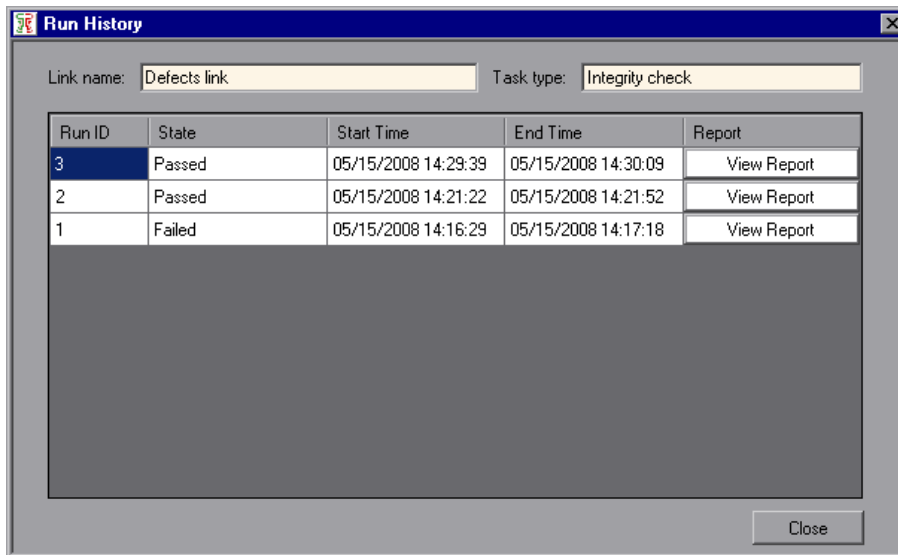 Run History
Link name: Defects link Task type: Integrity check
Run ID State Start Time End Time Report
3 Passed 05/15/2008 14:29:39 05/15/2008 14:30:09 View Report
2 Passed 05/15/2008 14:21:22 05/15/2008 14:21:52 View Report
1 Failed 05/15/2008 14:16:29 05/15/2008 14:17:18 View Report
Close